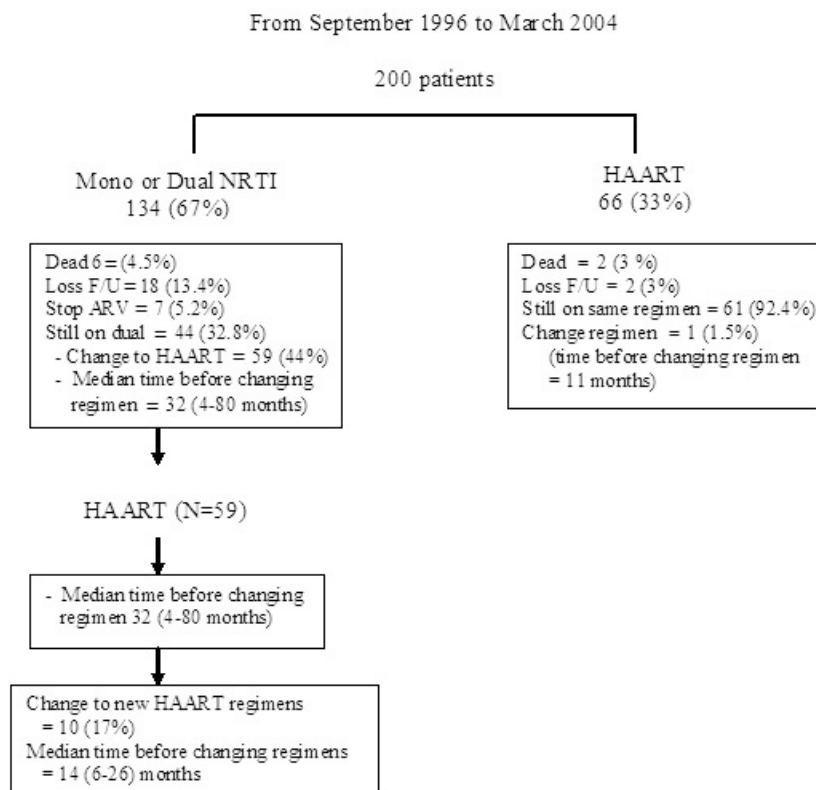 From September 1996 to March 2004
200 patients
Mono or Dual NRTI
134 (67%)
HAART
66 (33%)
Dead 6 = (4.5%)
Loss F/U = 18 (13.4%)
Stop ARV = 7 (5.2%)
Still on dual = 44 (32.8%)
- Change to HAART = 59 (44%)
- Median time before changing
regimen = 32 (4-80 months)
Dead = 2 (3 %)
Loss F/U = 2 (3%)
Still on same regimen = 61 (92.4%)
Change regimen = 1 (1.5%)
(time before changing regimen
= 11 months)
HAART (N=59)
- Median time before changing
regimen 32 (4-80 months)
Change to new HAART regimens
= 10 (17%)
Median time before changing regimens
= 14 (6-26) months